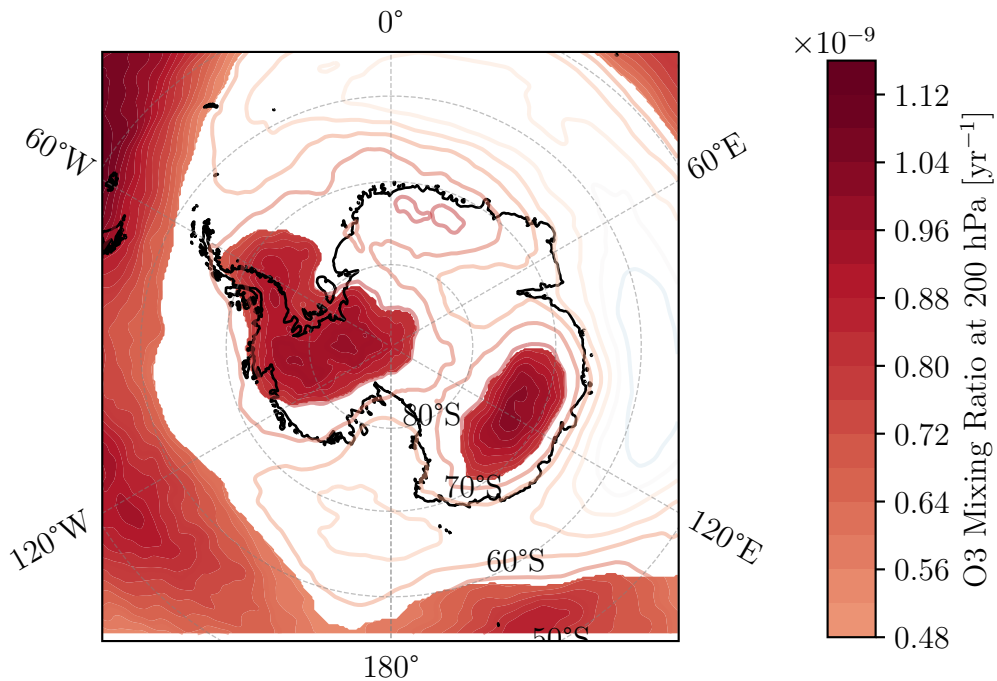 0°
×10⁻⁹
60°W
60°E
1.12
1.04
0.96
0.88
0.80
0.72
0.64
0.56
0.48
O3 Mixing Ratio at 200 hPa [yr⁻¹]
80°S
70°S
60°S
50°S
120°W
120°E
180°